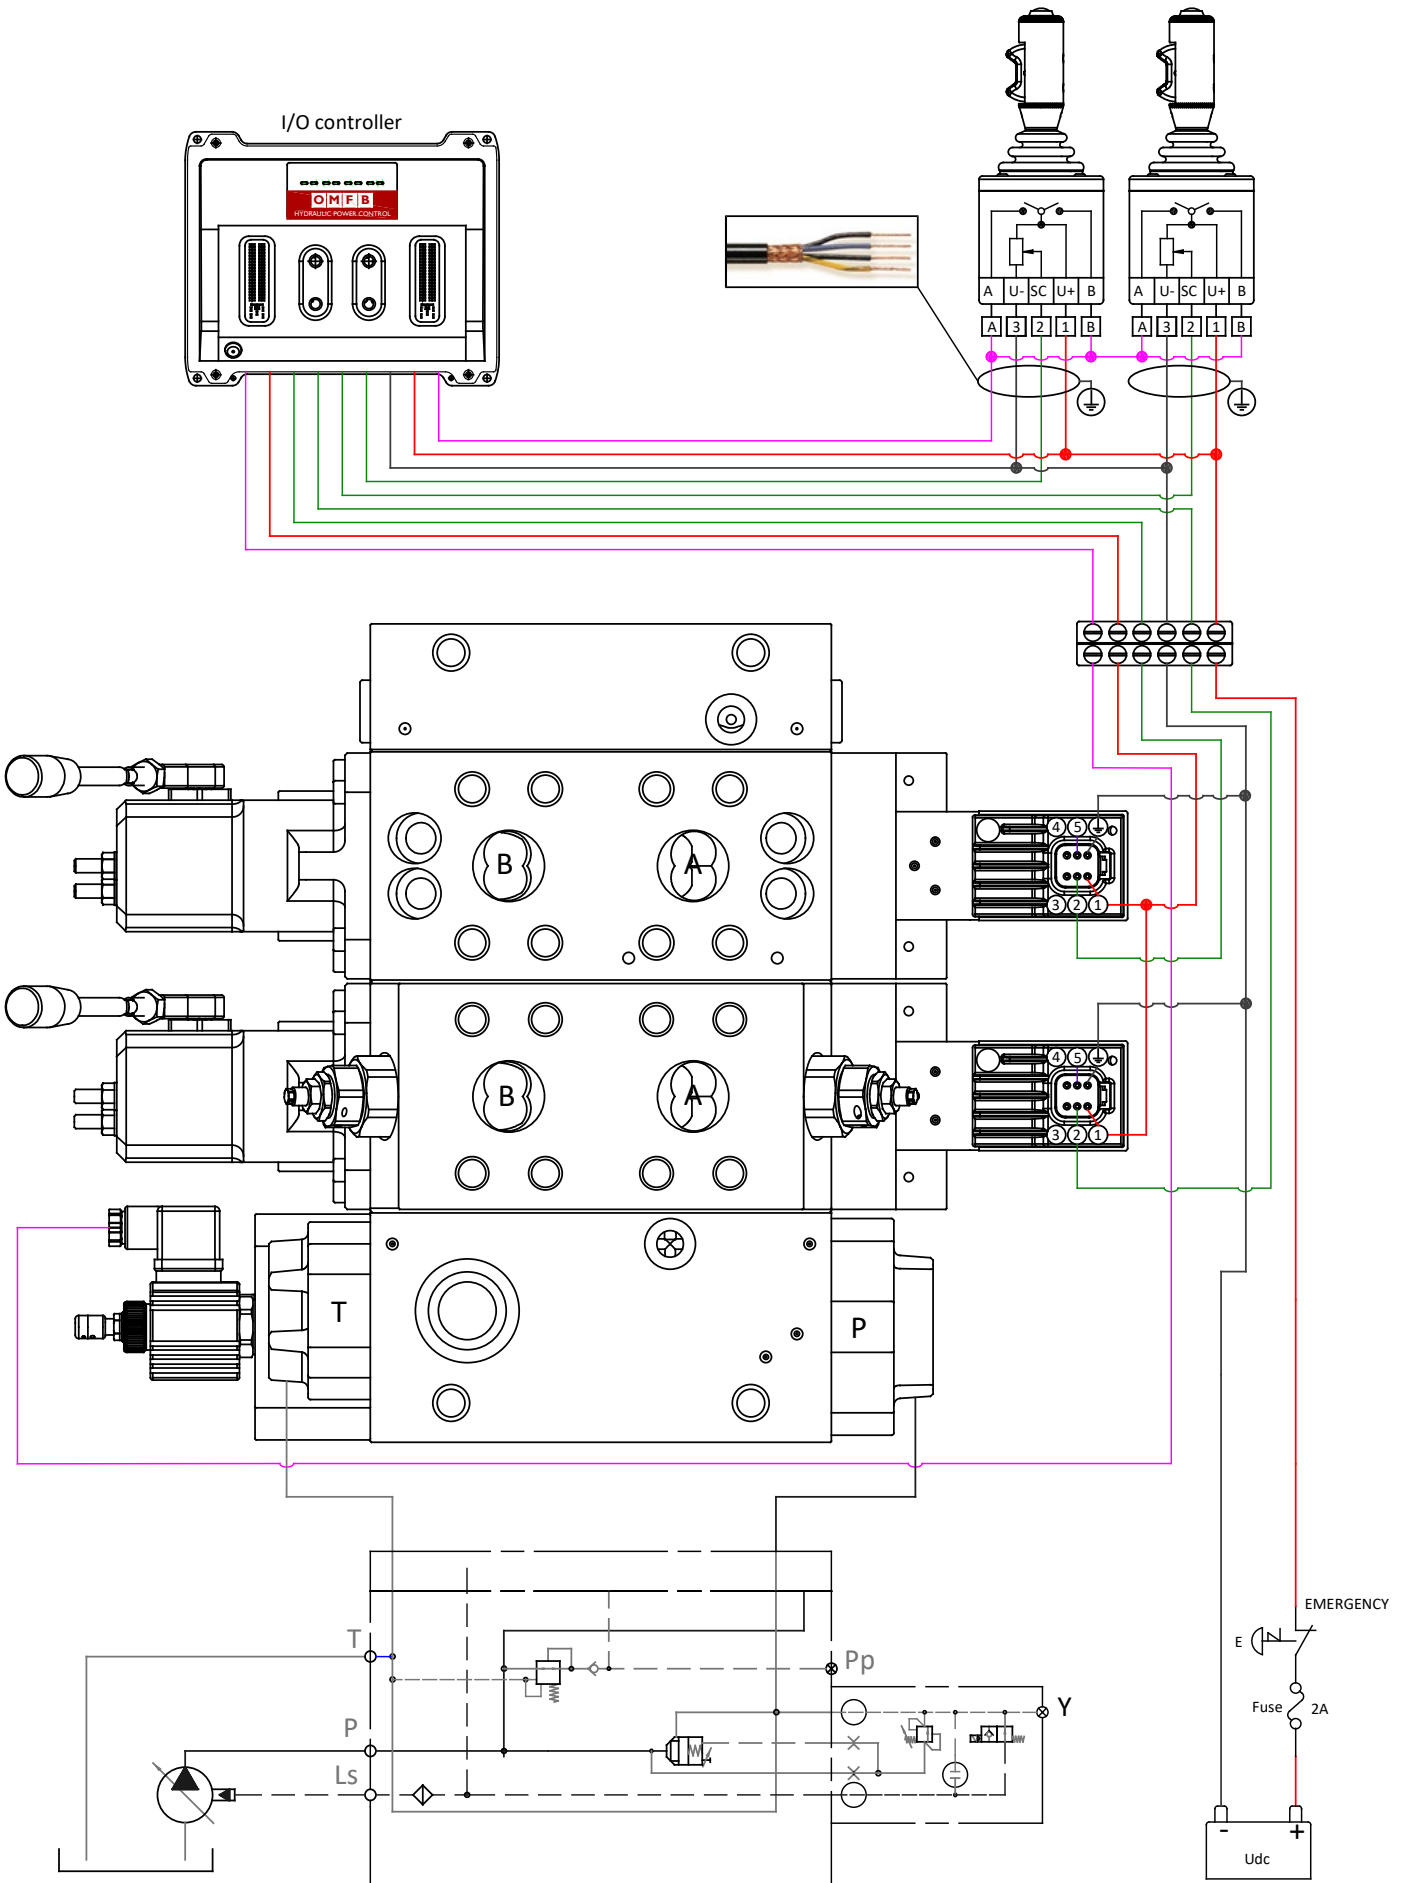 I/O controller
OMFB
HYDRAULIC POWER CONTROL
A U- SC U+ B
A U- SC U+ B
A 3 2 1 B
A 3 2 1 B
4 5
B
A
3 2 1
4 5
B
A
3 2 1
T
P
EMERGENCY
E
T
Pp
Fuse 2A
Y
P
Ls
- +
Udc